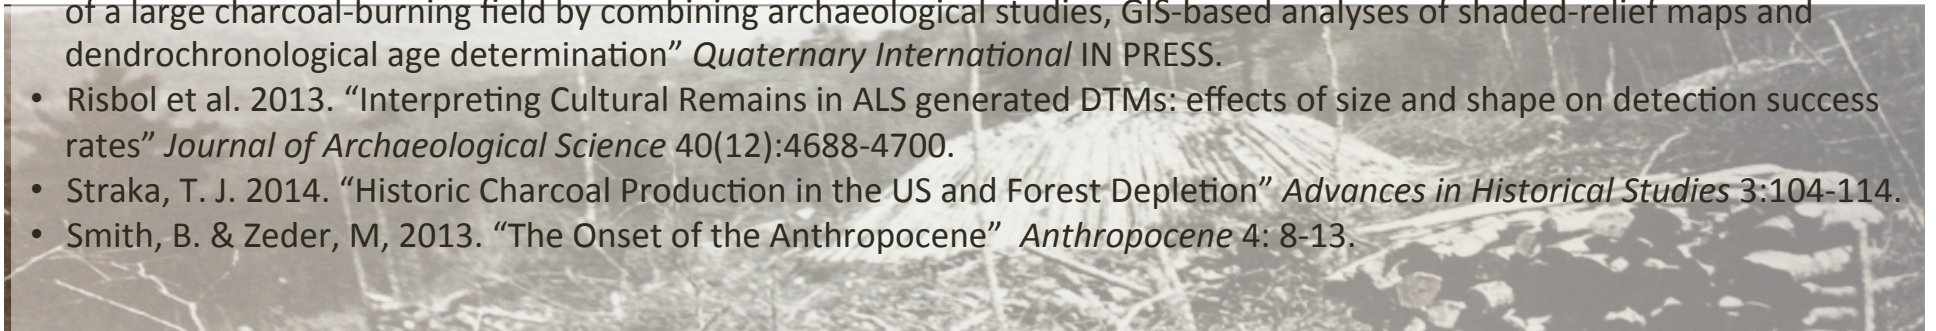 of a large charcoal-burning field by combining archaeological studies, GIS-based analyses of shaded-relief maps and
dendrochronological age determination” Quaternary International IN PRESS.
• Risbol et al. 2013. “Interpreting Cultural Remains in ALS generated DTMs: effects of size and shape on detection success
rates” Journal of Archaeological Science 40(12):4688-4700.
• Straka, T. J. 2014. “Historic Charcoal Production in the US and Forest Depletion” Advances in Historical Studies 3:104-114.
• Smith, B. & Zeder, M, 2013. “The Onset of the Anthropocene” Anthropocene 4: 8-13.